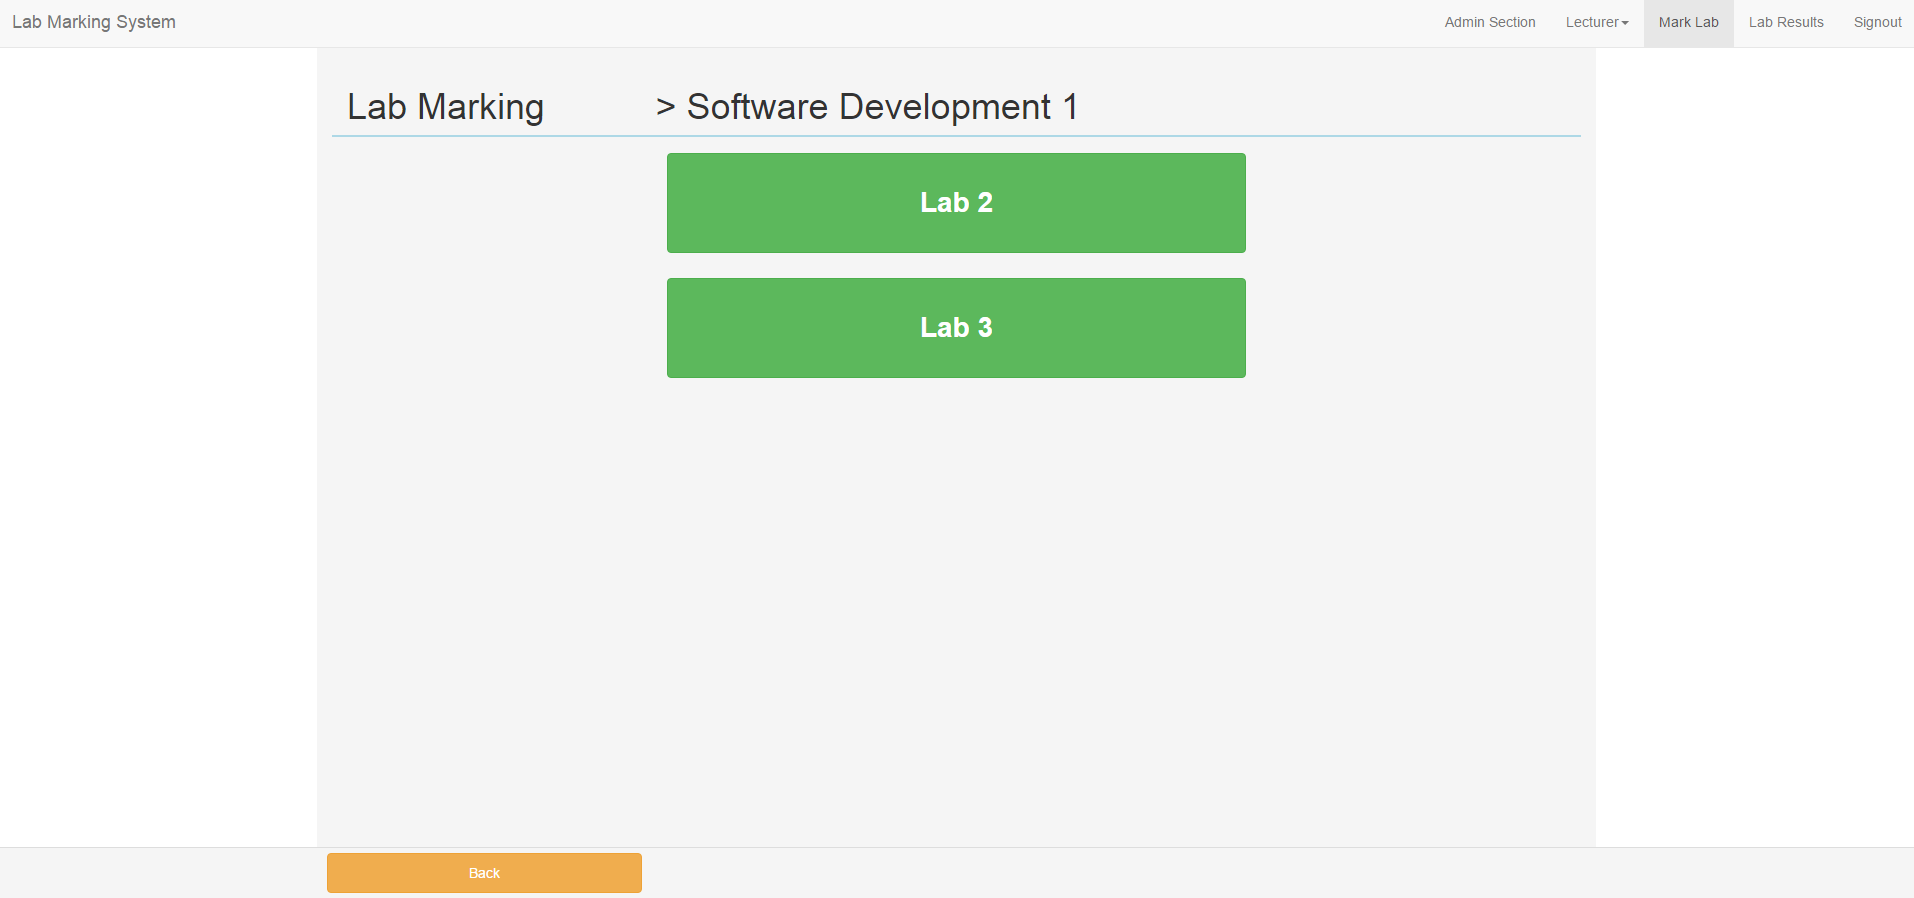 Lab Marking System Admin Section Lecturer Mark Lab Lab Results Signout
Lab Marking > Software Development 1
Lab 2
Lab 3
Back